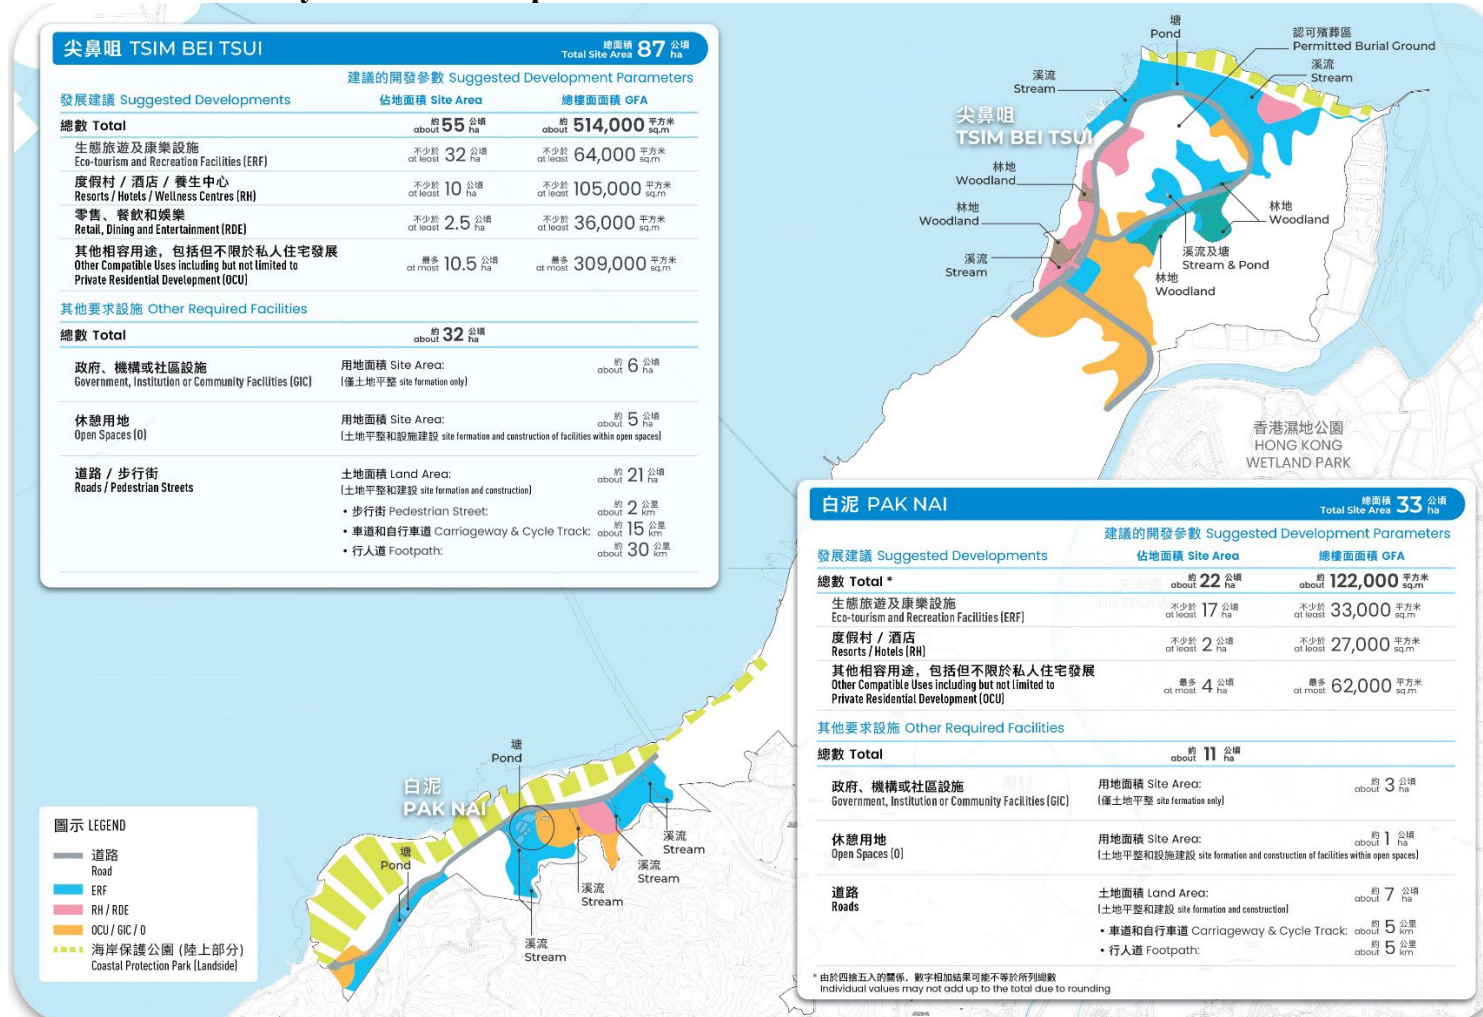 尖鼻咀 TSIM BEI TSUI
總面積 Total Site Area 87 公頃 ha
建議的開發參數 Suggested Development Parameters
發展建議 Suggested Developments 佔地面積 Site Area 總樓面面積 GFA
總數 Total 約 about 55 公頃 ha 約 about 514,000 平方米 sq.m
生態旅遊及康樂設施
Eco-tourism and Recreation Facilities (ERF) 不少於 at least 32 公頃 ha 不少於 at least 64,000 平方米 sq.m
度假村 / 酒店 / 養生中心
Resorts / Hotels / Wellness Centres (RH) 不少於 at least 10 公頃 ha 不少於 at least 105,000 平方米 sq.m
零售、餐飲和娛樂
Retail, Dining and Entertainment (RDE) 不少於 at least 2.5 公頃 ha 不少於 at least 36,000 平方米 sq.m
其他相容用途，包括但不限於私人住宅發展
Other Compatible Uses including but not limited to
Private Residential Development (OCU) 最多 at most 10.5 公頃 ha 最多 at most 309,000 平方米 sq.m
其他要求設施 Other Required Facilities
總數 Total 約 about 32 公頃 ha
政府、機構或社區設施
Government, Institution or Community Facilities (GIC)
用地面積 Site Area: 約 about 6 公頃 ha
(僅土地平整 site formation only)
休憩用地
Open Spaces (O)
用地面積 Site Area: 約 about 5 公頃 ha
(土地平整和設施建設 site formation and construction of facilities within open spaces)
道路 / 步行街
Roads / Pedestrian Streets
土地面積 Land Area: 約 about 21 公頃 ha
(土地平整和建設 site formation and construction)
• 步行街 Pedestrian Street: 約 about 2 公里 km
• 車道和自行車道 Carriageway & Cycle Track: 約 about 15 公里 km
• 行人道 Footpath: 約 about 30 公里 km
塘
Pond
認可殯葬區
Permitted Burial Ground
溪流
Stream
溪流
Stream
尖鼻咀
TSIM BEI TSUI
林地
Woodland
林地
Woodland
林地
Woodland
溪流及塘
Stream & Pond
溪流
Stream
林地
Woodland
香港濕地公園
HONG KONG
WETLAND PARK
白泥 PAK NAI
總面積 Total Site Area 33 公頃 ha
建議的開發參數 Suggested Development Parameters
發展建議 Suggested Developments 佔地面積 Site Area 總樓面面積 GFA
總數 Total * 約 about 22 公頃 ha 約 about 122,000 平方米 sq.m
生態旅遊及康樂設施
Eco-tourism and Recreation Facilities (ERF) 不少於 at least 17 公頃 ha 不少於 at least 33,000 平方米 sq.m
度假村 / 酒店
Resorts / Hotels (RH) 不少於 at least 2 公頃 ha 不少於 at least 27,000 平方米 sq.m
其他相容用途，包括但不限於私人住宅發展
Other Compatible Uses including but not limited to
Private Residential Development (OCU) 最多 at most 4 公頃 ha 最多 at most 62,000 平方米 sq.m
其他要求設施 Other Required Facilities
總數 Total 約 about 11 公頃 ha
政府、機構或社區設施
Government, Institution or Community Facilities (GIC)
用地面積 Site Area: 約 about 3 公頃 ha
(僅土地平整 site formation only)
休憩用地
Open Spaces (O)
用地面積 Site Area: 約 about 1 公頃 ha
(土地平整和設施建設 site formation and construction of facilities within open spaces)
道路
Roads
土地面積 Land Area: 約 about 7 公頃 ha
(土地平整和建設 site formation and construction)
• 車道和自行車道 Carriageway & Cycle Track: 約 about 5 公里 km
• 行人道 Footpath: 約 about 5 公里 km
* 由於四捨五入的關係，數字相加結果可能不等於所列總數
Individual values may not add up to the total due to rounding
塘
Pond
白泥
PAK NAI
塘
Pond
溪流
Stream
溪流
Stream
溪流
Stream
溪流
Stream
圖示 LEGEND
道路
Road
ERF
RH / RDE
OCU / GIC / O
海岸保護公園 (陸上部分)
Coastal Protection Park (Landside)